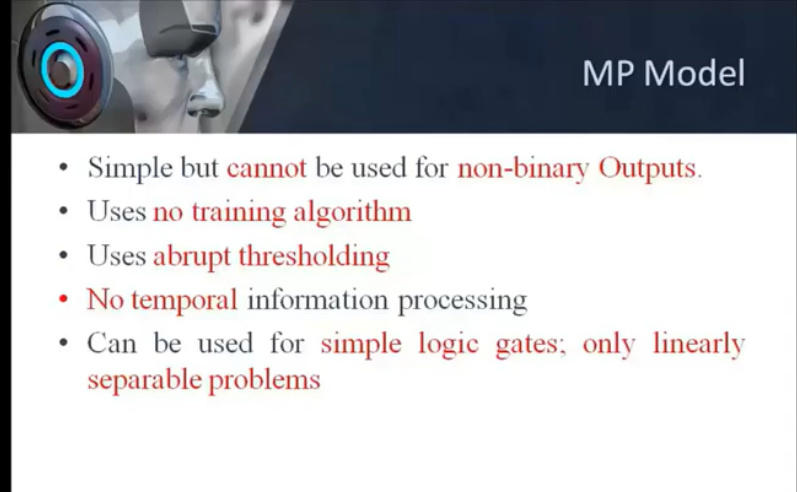 MP Model
• Simple but cannot be used for non-binary Outputs.
• Uses no training algorithm
• Uses abrupt thresholding
• No temporal information processing
• Can be used for simple logic gates; only linearly
separable problems